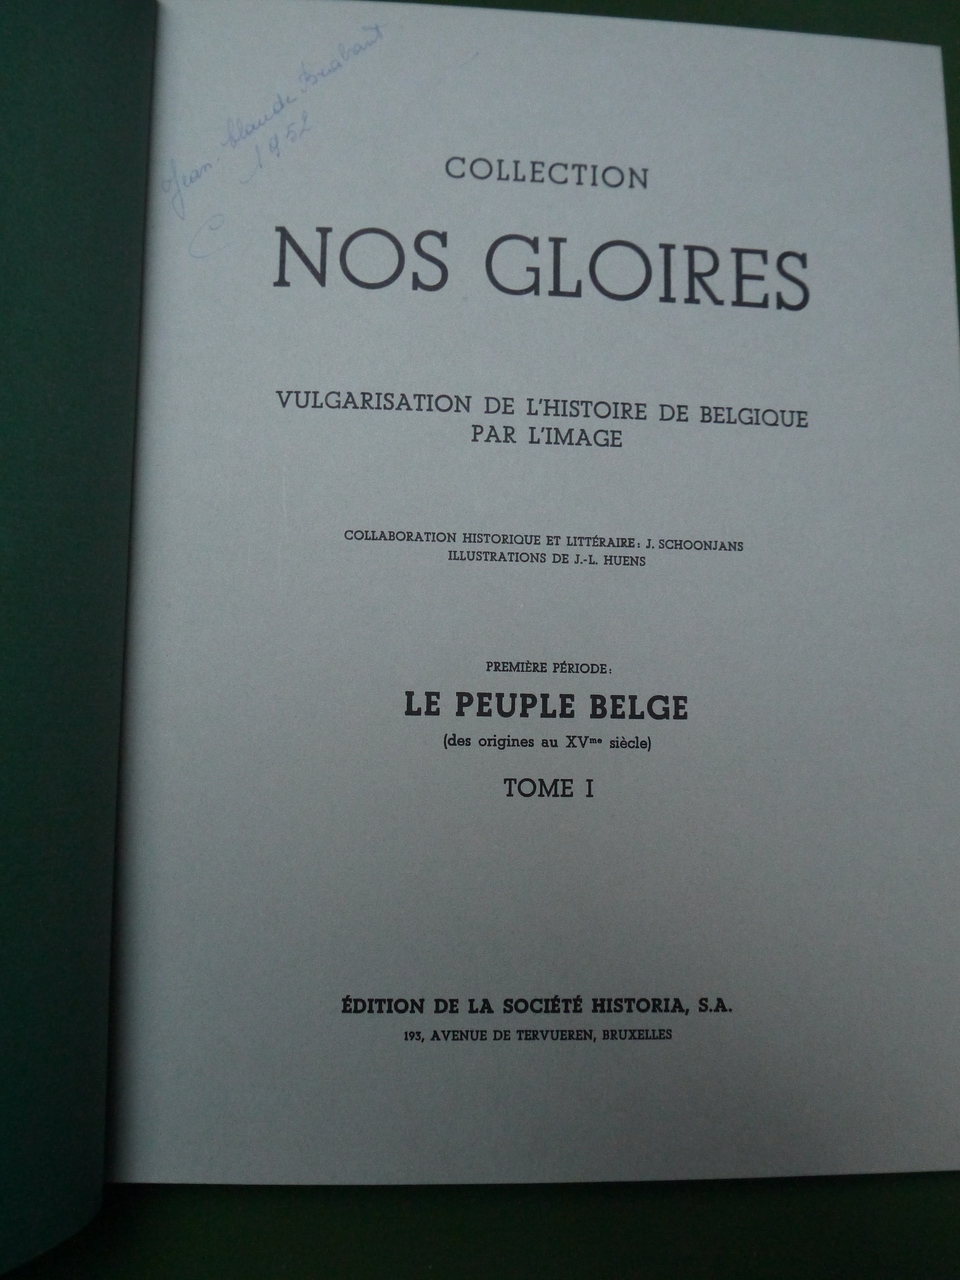 Jean-Claude Brabant
1952
COLLECTION
NOS GLOIRES
VULGARISATION DE L'HISTOIRE DE BELGIQUE
PAR L'IMAGE
COLLABORATION HISTORIQUE ET LITTÉRAIRE: J. SCHOONJANS
ILLUSTRATIONS DE J.-L. HUENS
PREMIÈRE PÉRIODE:
LE PEUPLE BELGE
(des origines au XVme siècle)
TOME I
ÉDITION DE LA SOCIÉTÉ HISTORIA, S.A.
193, AVENUE DE TERVUEREN, BRUXELLES